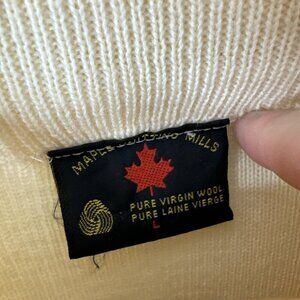 MAPLE MILLS
PURE VIRGIN WOOL
PURE LAINE VIERGE
L